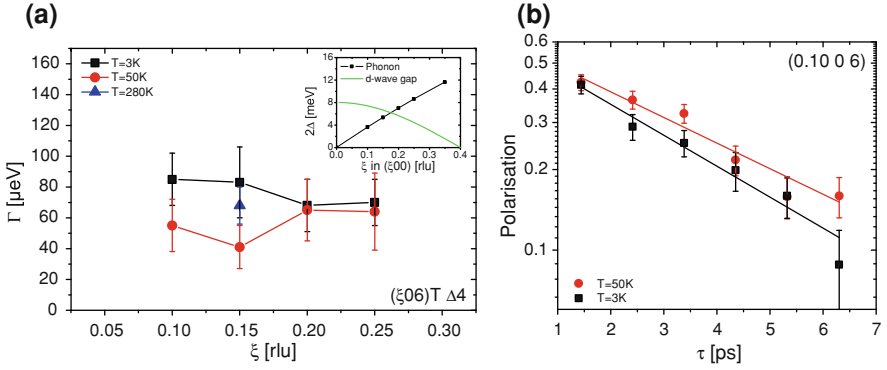 (a)
160
140
120
100
80
60
40
20
0
Γ [µeV]
T=3K
T=50K
T=280K
0.05
0.10
0.15
0.20
0.25
0.30
ξ [rlu]
(ξ06)T Δ4
16
12
8
4
0
2Δ [meV]
Phonon
d-wave gap
0.0
0.1
0.2
0.3
0.4
ξ in (ξ00) [rlu]
(b)
0.6
0.5
0.4
0.3
0.2
0.1
Polarisation
(0.10 0 6)
T=50K
T=3K
1
2
3
4
5
6
7
τ [ps]